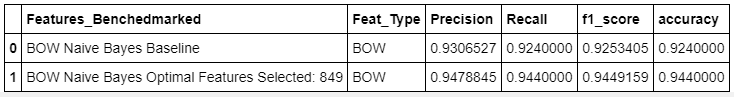 Features_Benchedmarked Feat_Type Precision Recall f1_score accuracy
0 BOW Naive Bayes Baseline BOW 0.9306527 0.9240000 0.9253405 0.9240000
1 BOW Naive Bayes Optimal Features Selected: 849 BOW 0.9478845 0.9440000 0.9449159 0.9440000